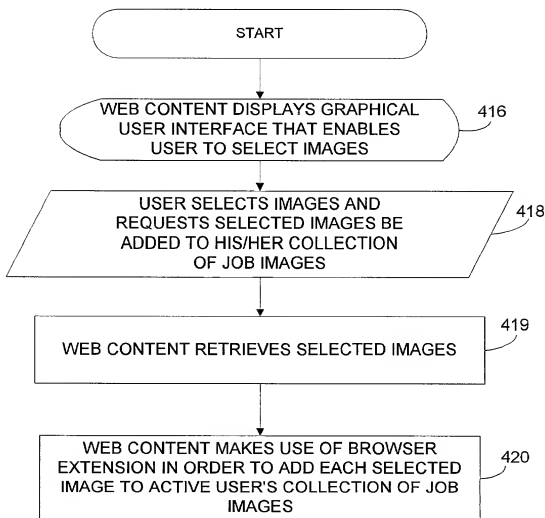 START
WEB CONTENT DISPLAYS GRAPHICAL
USER INTERFACE THAT ENABLES
USER TO SELECT IMAGES
416
USER SELECTS IMAGES AND
REQUESTS SELECTED IMAGES BE
ADDED TO HIS/HER COLLECTION
OF JOB IMAGES
418
WEB CONTENT RETRIEVES SELECTED IMAGES
419
WEB CONTENT MAKES USE OF BROWSER
EXTENSION IN ORDER TO ADD EACH SELECTED
IMAGE TO ACTIVE USER'S COLLECTION OF JOB
IMAGES
420